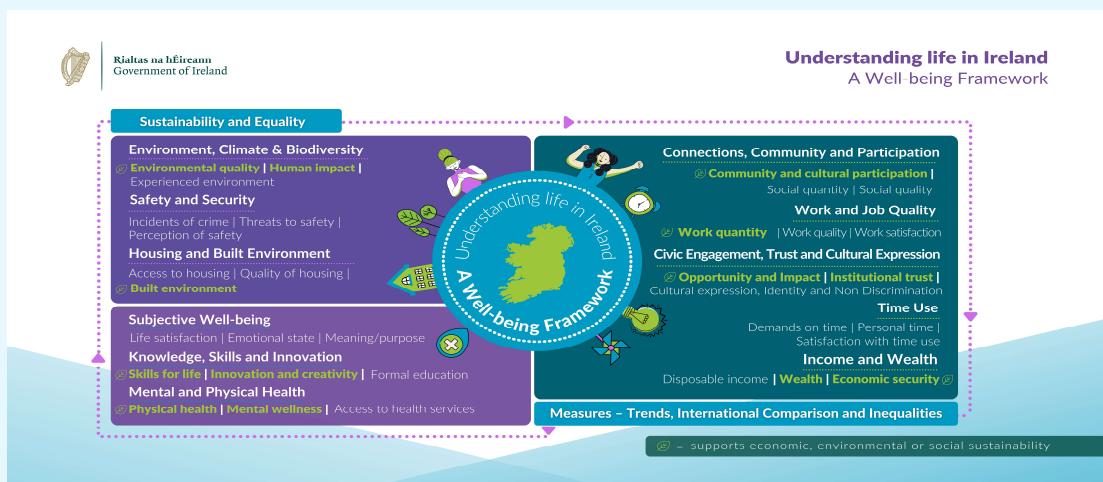 Rialtas na hÉireann
Government of Ireland
Understanding life in Ireland
A Well-being Framework
Sustainability and Equality
Environment, Climate & Biodiversity
Environmental quality | Human impact |
Experienced environment
Safety and Security
Incidents of crime | Threats to safety |
Perception of safety
Housing and Built Environment
Access to housing | Quality of housing |
Built environment
Subjective Well-being
Life satisfaction | Emotional state | Meaning/purpose
Knowledge, Skills and Innovation
Skills for life | Innovation and creativity | Formal education
Mental and Physical Health
Physical health | Mental wellness | Access to health services
Understanding life in Ireland
A Well-being Framework
Connections, Community and Participation
Community and cultural participation |
Social quantity | Social quality
Work and Job Quality
Work quantity | Work quality | Work satisfaction
Civic Engagement, Trust and Cultural Expression
Opportunity and Impact | Institutional trust |
Cultural expression, Identity and Non Discrimination
Time Use
Demands on time | Personal time |
Satisfaction with time use
Income and Wealth
Disposable income | Wealth | Economic security
Measures – Trends, International Comparison and Inequalities
– supports economic, environmental or social sustainability